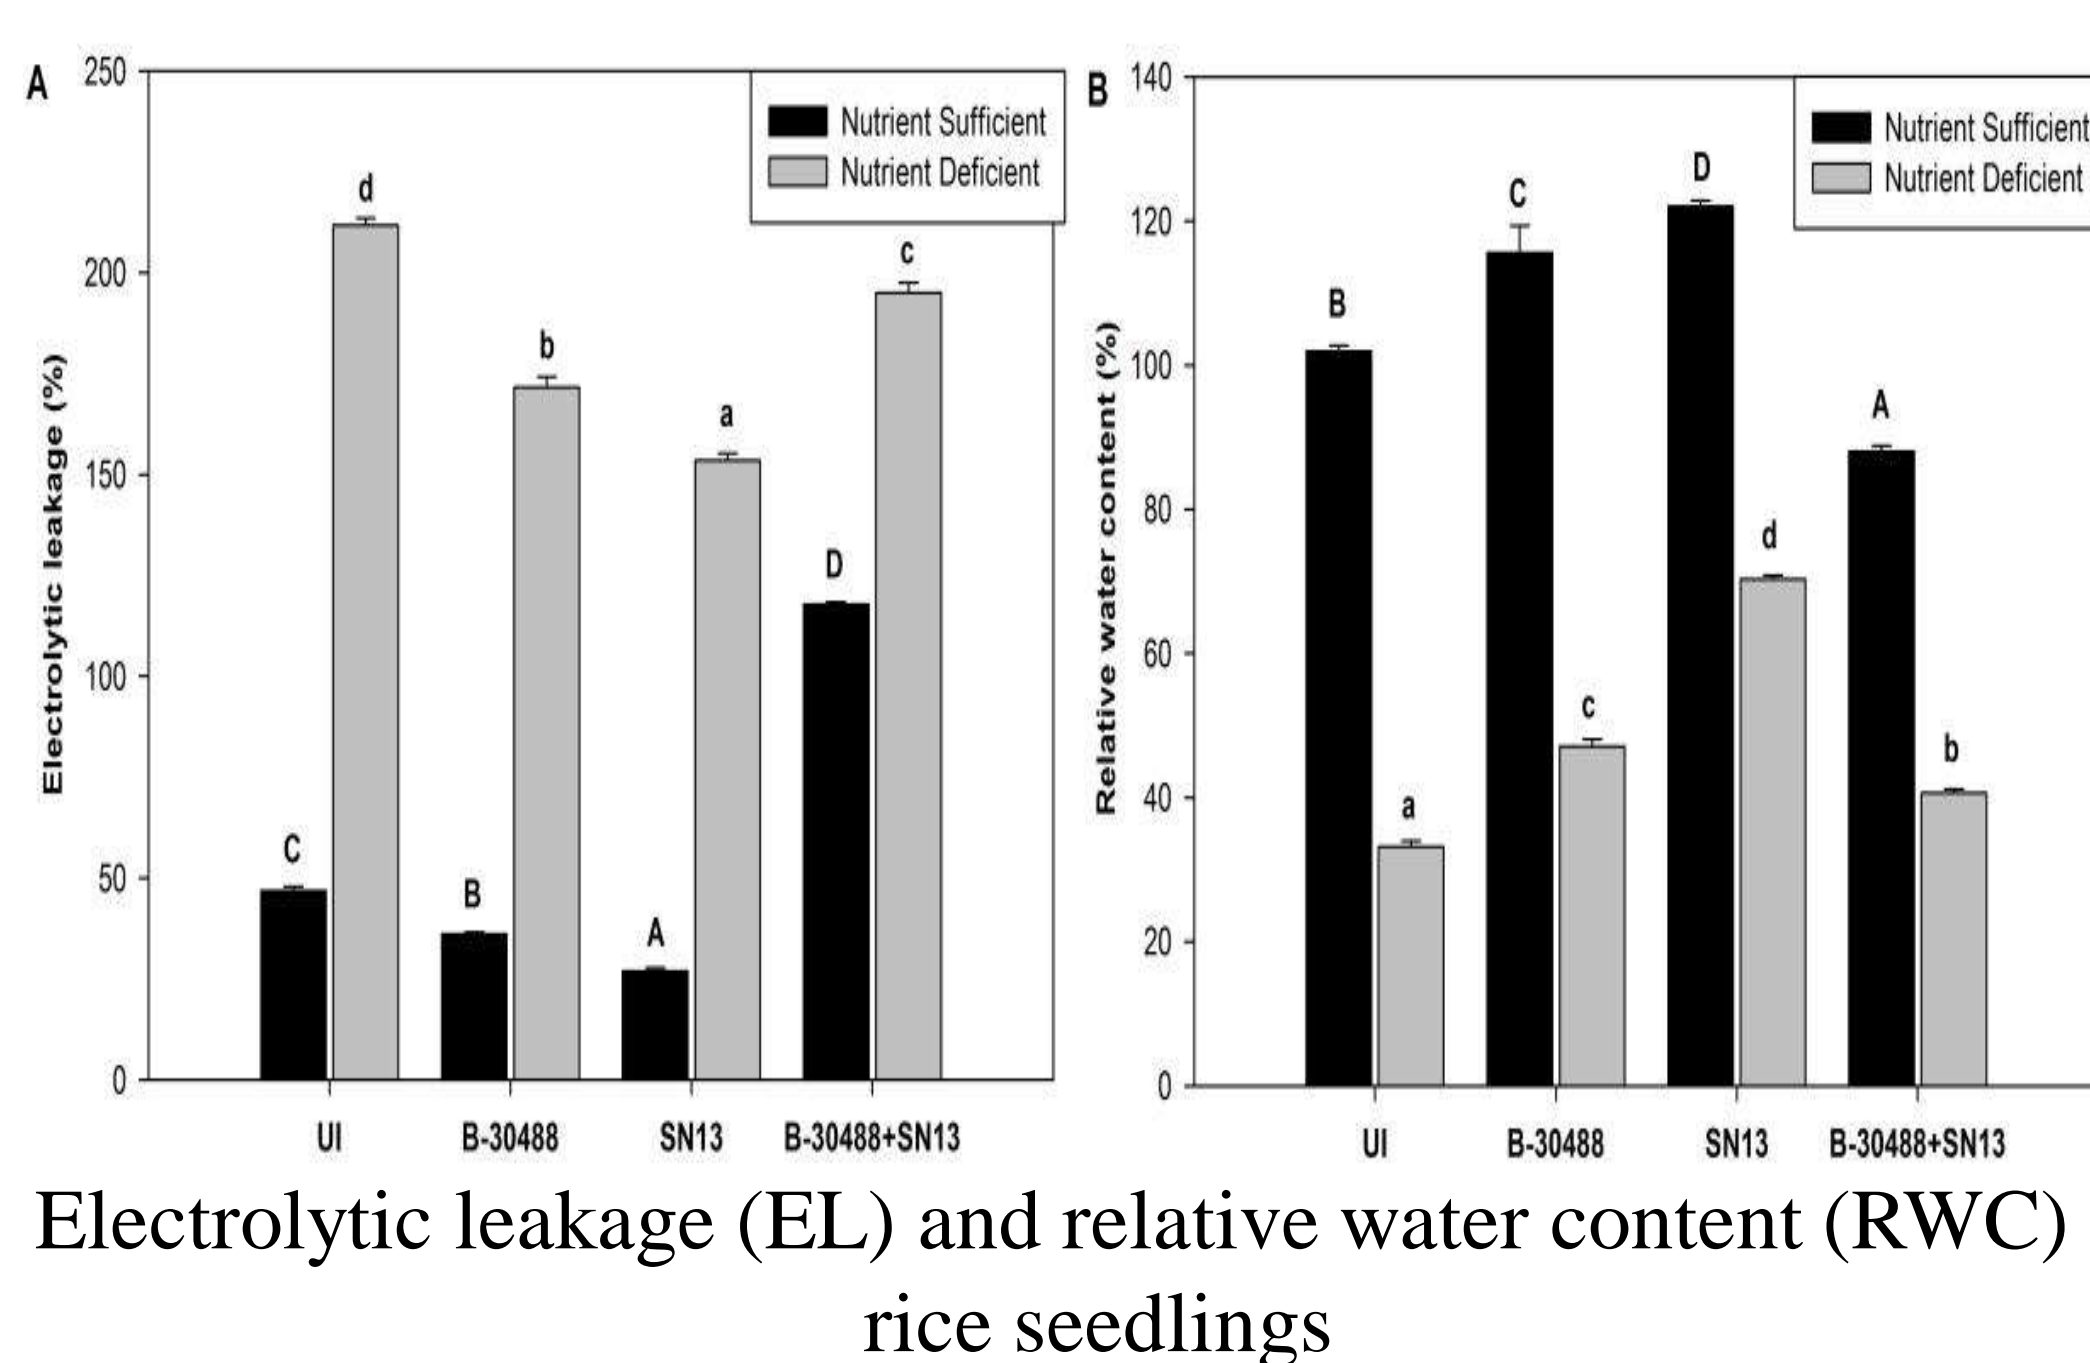 A
250
200
150
100
50
0
Electrolytic leakage (%)
Nutrient Sufficient
Nutrient Deficient
C
d
B
b
A
a
D
c
UI
B-30488
SN13
B-30488+SN13
B
140
120
100
80
60
40
20
0
Relative water content (%)
Nutrient Sufficient
Nutrient Deficient
B
a
C
c
D
d
A
b
UI
B-30488
SN13
B-30488+SN13
Electrolytic leakage (EL) and relative water content (RWC)
rice seedlings